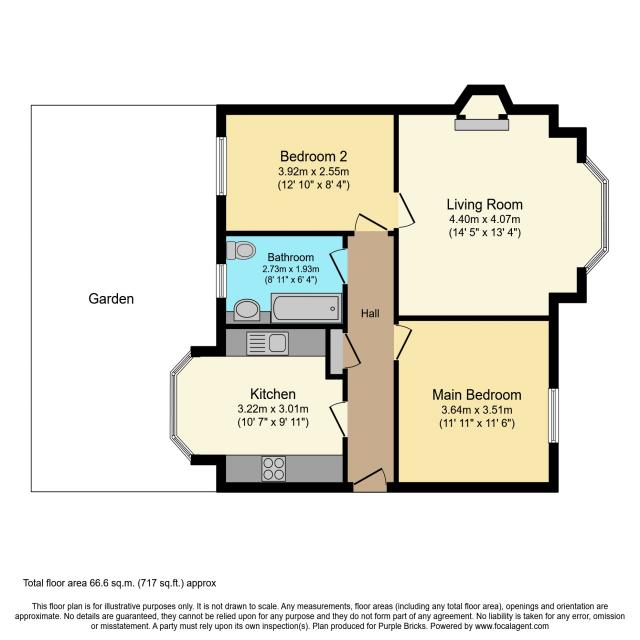 Bedroom 2
3.92m x 2.55m
(12' 10" x 8' 4")
Living Room
4.40m x 4.07m
(14' 5" x 13' 4")
Bathroom
2.73m x 1.93m
(8' 11" x 6' 4")
Garden
Hall
Kitchen
3.22m x 3.01m
(10' 7" x 9' 11")
Main Bedroom
3.64m x 3.51m
(11' 11" x 11' 6")
Total floor area 66.6 sq.m. (717 sq.ft.) approx
This floor plan is for illustrative purposes only. It is not drawn to scale. Any measurements, floor areas (including any total floor area), openings and orientation are
approximate. No details are guaranteed, they cannot be relied upon for any purpose and they do not form part of any agreement. No liability is taken for any error, omission
or misstatement. A party must rely upon its own inspection(s). Plan produced for Purple Bricks. Powered by www.focalagent.com